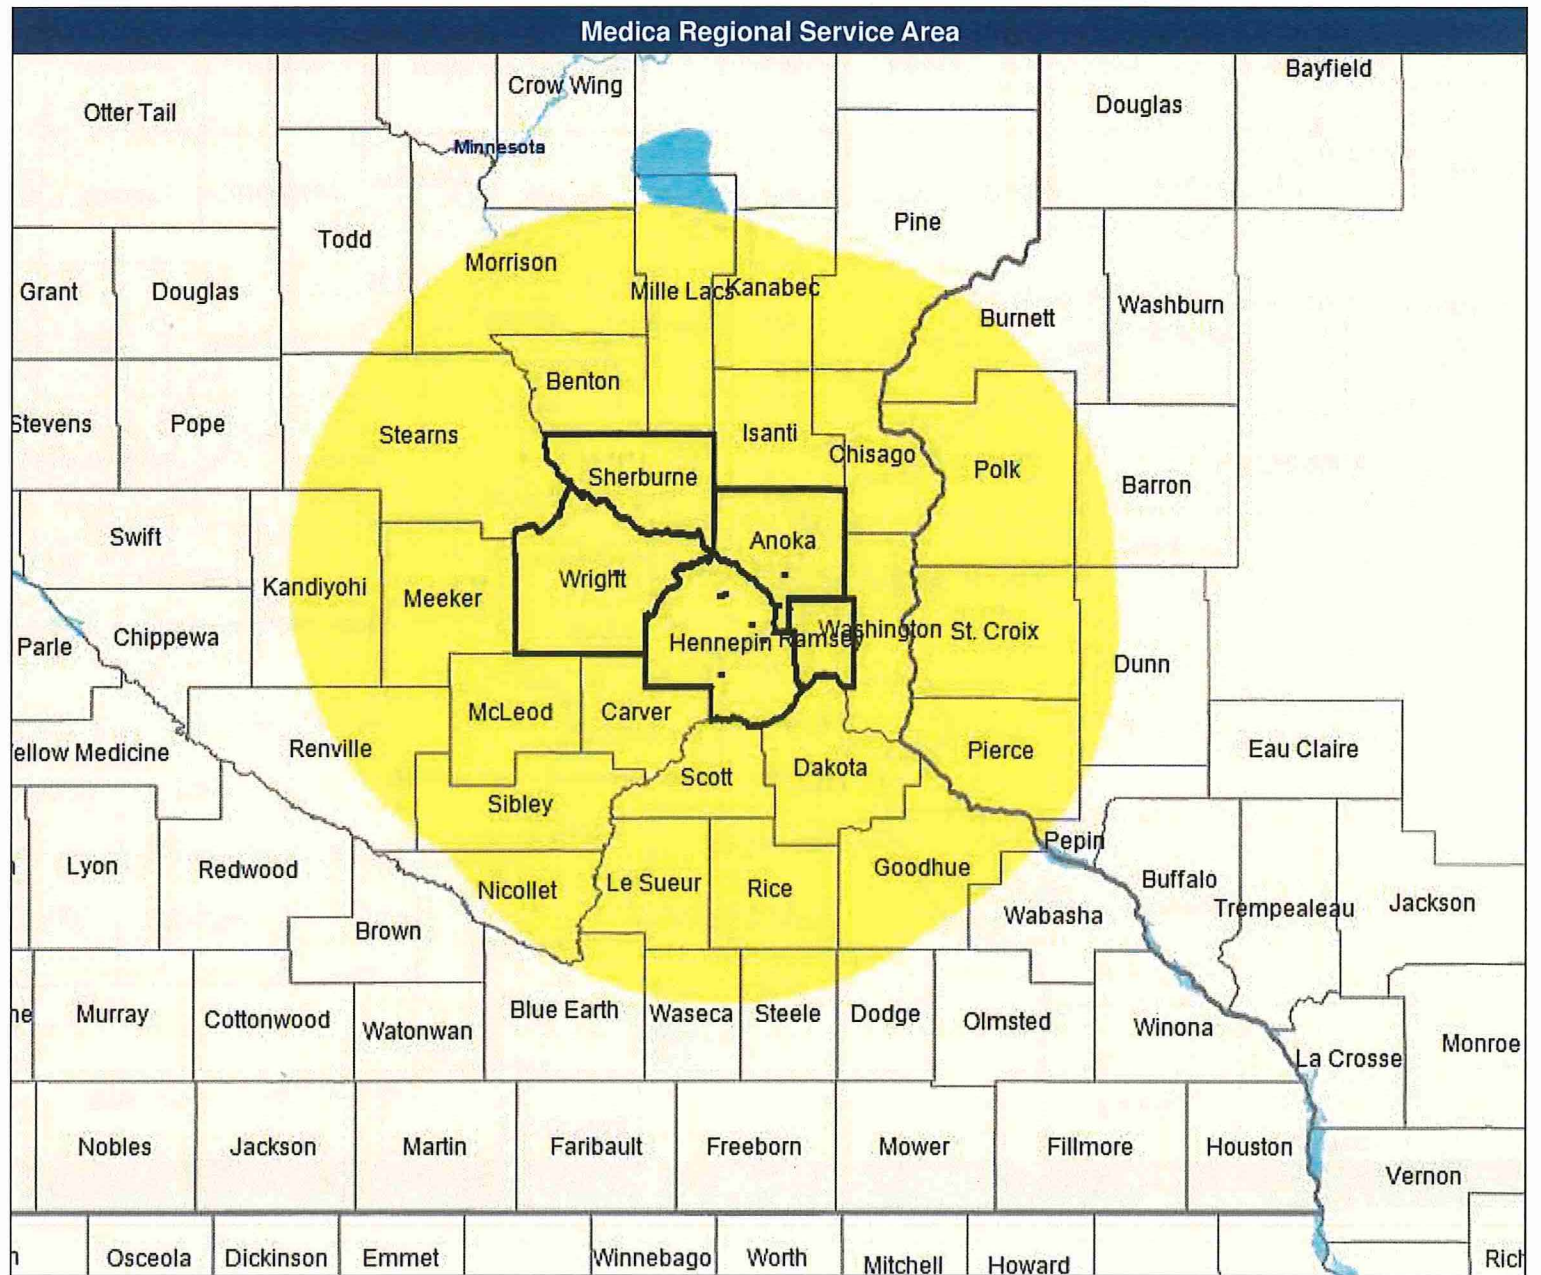 Medica Regional Service Area
Bayfield
Crow Wing
Otter Tail
Douglas
Minnesota
Pine
Todd
Morrison
Grant
Douglas
Mille Lacs
Kanabec
Washburn
Burnett
Benton
Stevens
Pope
Stearns
Isanti
Chisago
Polk
Sherburne
Barron
Swift
Anoka
Wright
Kandiyohi
Meeker
Washington
St. Croix
Chippewa
Parle
Hennepin
Ramsey
Dunn
McLeod
Carver
Renville
Eau Claire
ellow Medicine
Pierce
Dakota
Scott
Sibley
Pepin
Lyon
Redwood
Goodhue
Buffalo
Le Sueur
Rice
Nicollet
Jackson
Trempealeau
Wabasha
Brown
Blue Earth
Murray
Waseca
Steele
Dodge
Cottonwood
Olmsted
Watonwan
Winona
Monroe
La Crosse
Nobles
Jackson
Martin
Faribault
Freeborn
Mower
Fillmore
Houston
Vernon
Osceola
Dickinson
Emmet
Winnebago
Worth
Mitchell
Howard
Rich